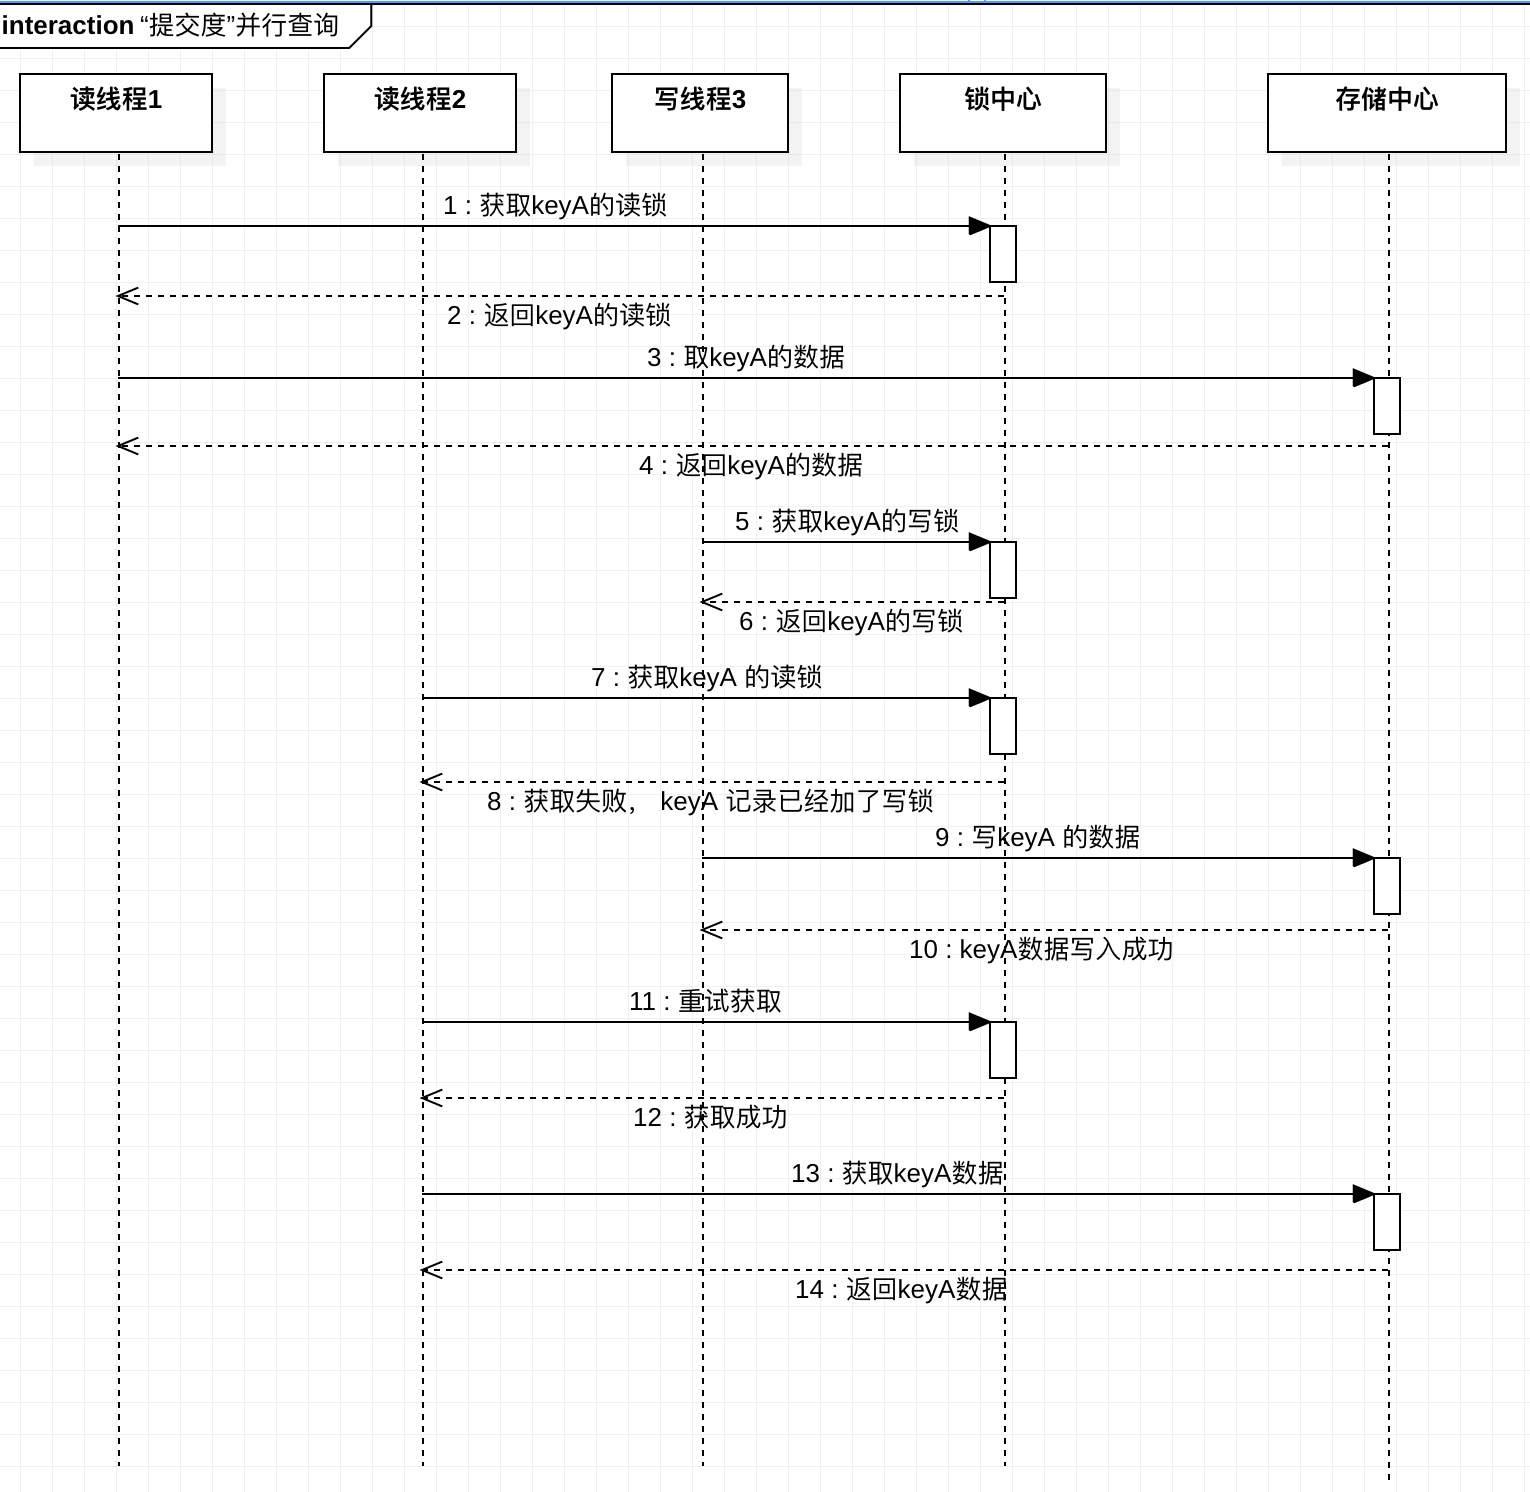 interaction “提交度”并行查询
读线程1
读线程2
写线程3
锁中心
存储中心
1 : 获取keyA的读锁
2 : 返回keyA的读锁
3 : 取keyA的数据
4 : 返回keyA的数据
5 : 获取keyA的写锁
6 : 返回keyA的写锁
7 : 获取keyA 的读锁
8 : 获取失败， keyA 记录已经加了写锁
9 : 写keyA 的数据
10 : keyA数据写入成功
11 : 重试获取
12 : 获取成功
13 : 获取keyA数据
14 : 返回keyA数据